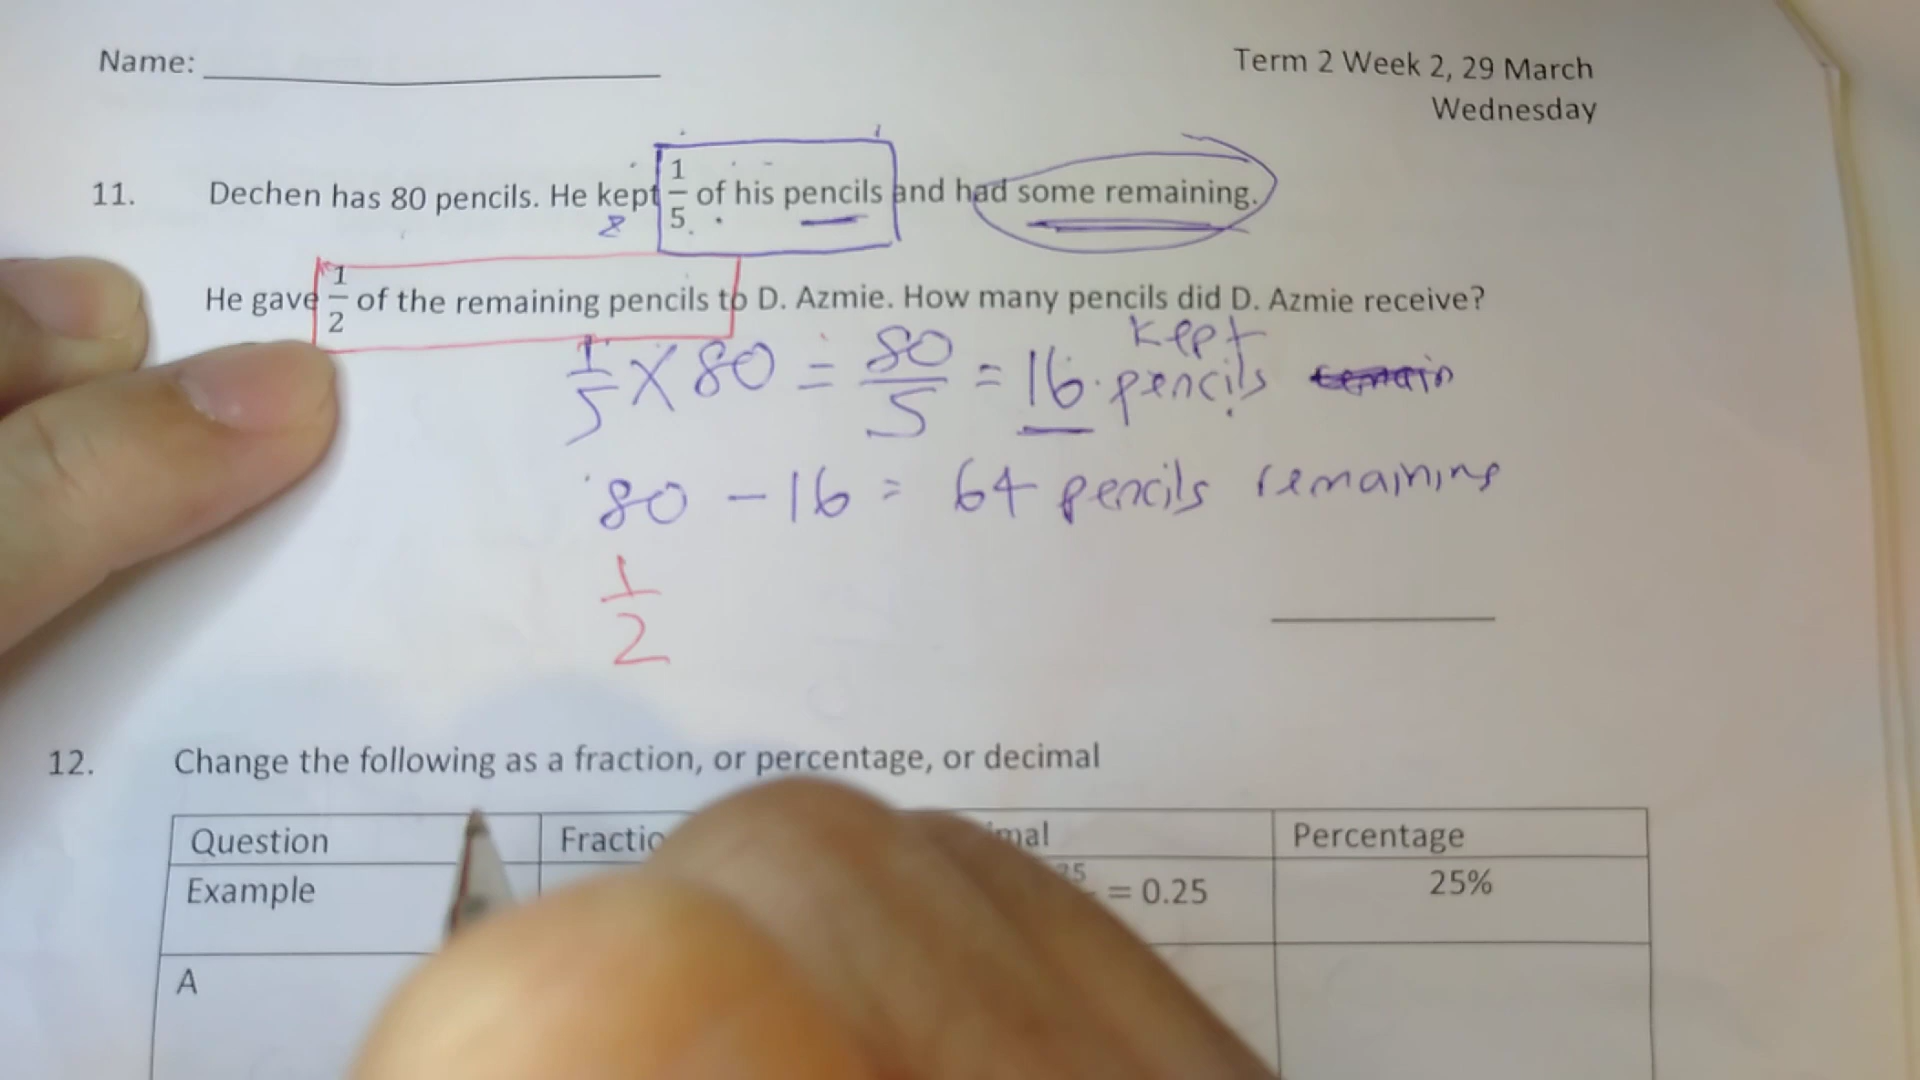 Name:
Term 2 Week 2, 29 March
Wednesday
11. Dechen has 80 pencils. He kept 1/5 of his pencils and had some remaining.
He gave 1/2 of the remaining pencils to D. Azmie. How many pencils did D. Azmie receive?
kept
1/5 X 80 = 80/5 = 16 pencils remain
80 - 16 = 64 pencils remaining
1/2
12. Change the following as a fraction, or percentage, or decimal
Question Percentage
Example = 0.25 25%
A